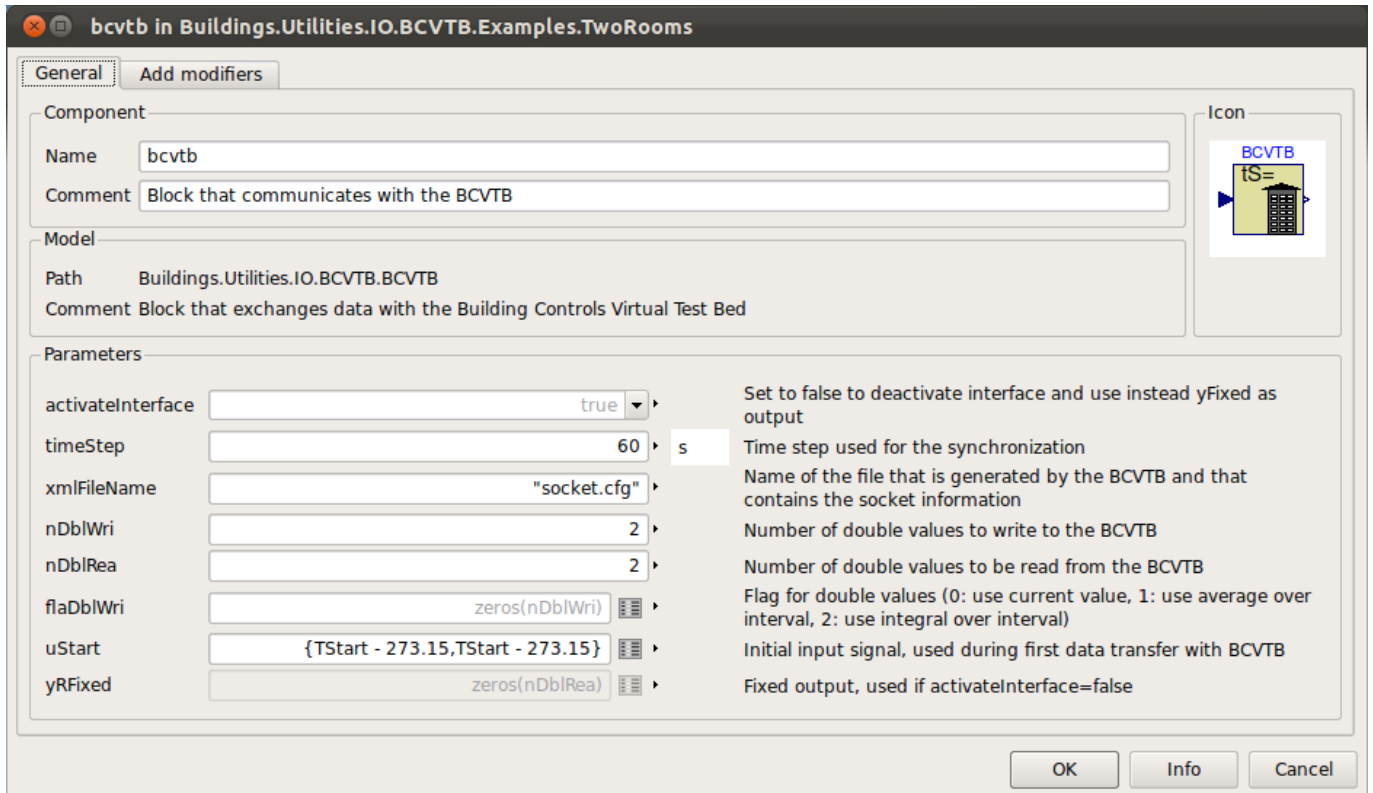 bcvtb in Buildings.Utilities.IO.BCVTB.Examples.TwoRooms
General Add modifiers
Component
Name bcvtb
Comment Block that communicates with the BCVTB
Icon
BCVTB
tS=
Model
Path Buildings.Utilities.IO.BCVTB.BCVTB
Comment Block that exchanges data with the Building Controls Virtual Test Bed
Parameters
activateInterface true Set to false to deactivate interface and use instead yFixed as
output
timeStep 60 s Time step used for the synchronization
xmlFileName "socket.cfg" Name of the file that is generated by the BCVTB and that
contains the socket information
nDblWri 2 Number of double values to write to the BCVTB
nDblRea 2 Number of double values to be read from the BCVTB
flaDblWri zeros(nDblWri) Flag for double values (0: use current value, 1: use average over
interval, 2: use integral over interval)
uStart {TStart - 273.15,TStart - 273.15} Initial input signal, used during first data transfer with BCVTB
yRFixed zeros(nDblRea) Fixed output, used if activateInterface=false
OK Info Cancel